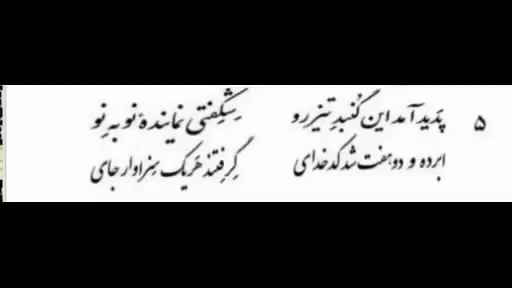 ۵ پدید آمد این گنبدِ تیزرو شِگِفتی نمایندهٔ نو به نو
ابرده و دو هفت شد کدخدای گرفتند هر یک سزاوار جای